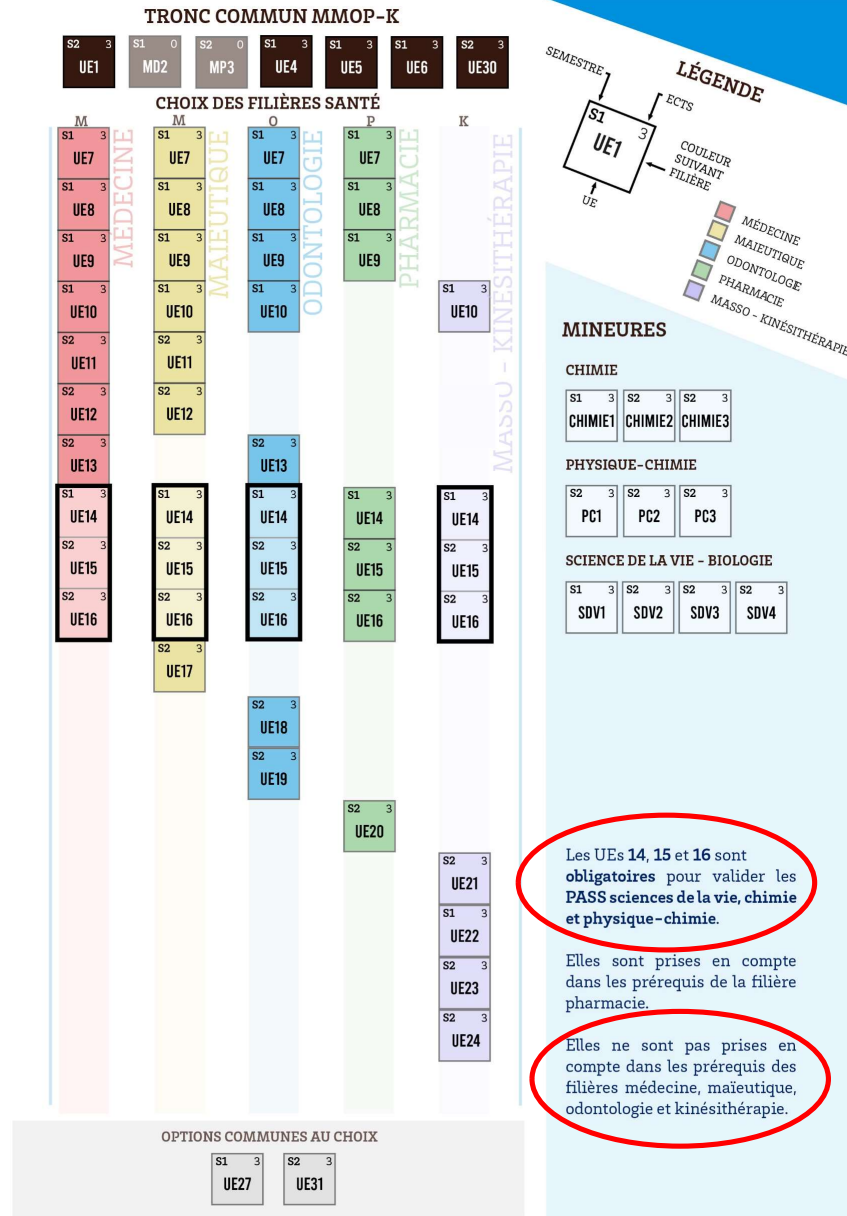 TRONC COMMUN MMOP-K
S2 3 S1 0 S2 0 S1 3 S1 3 S1 3 S2 3
UE1 MD2 MP3 UE4 UE5 UE6 UE30
CHOIX DES FILIÈRES SANTÉ
M M O P K
S1 3 S1 3 S1 3 S1 3
UE7 UE7 UE7 UE7
S1 3 S1 3 S1 3 S1 3
UE8 UE8 UE8 UE8
S1 3 S1 3 S1 3 S1 3
UE9 UE9 UE9 UE9
S1 3 S1 3 S1 3 S1 3
UE10 UE10 UE10 UE10
S2 3 S2 3
UE11 UE11
S2 3 S2 3
UE12 UE12
S2 3 S2 3
UE13 UE13
S1 3 S1 3 S1 3 S1 3 S1 3
UE14 UE14 UE14 UE14 UE14
S2 3 S2 3 S2 3 S2 3 S2 3
UE15 UE15 UE15 UE15 UE15
S2 3 S2 3 S2 3 S2 3 S2 3
UE16 UE16 UE16 UE16 UE16
S2 3
UE17
S2 3
UE18
S2 3
UE19
S2 3
UE20
S2 3
UE21
S1 3
UE22
S2 3
UE23
S2 3
UE24
MÉDECINE
MAIEUTIQUE
ODONTOLOGIE
PHARMACIE
MASSO - KINESITHÉRAPIE
OPTIONS COMMUNES AU CHOIX
S1 3 S2 3
UE27 UE31
LÉGENDE
SEMESTRE
ECTS
S1 3
UE1
COULEUR
SUIVANT
FILIÈRE
UE
MÉDECINE
MAIEUTIQUE
ODONTOLOGIE
PHARMACIE
MASSO - KINÉSITHÉRAPIE
MINEURES
CHIMIE
S1 3 S2 3 S2 3
CHIMIE1 CHIMIE2 CHIMIE3
PHYSIQUE-CHIMIE
S2 3 S2 3 S2 3
PC1 PC2 PC3
SCIENCE DE LA VIE - BIOLOGIE
S1 3 S2 3 S2 3 S2 3
SDV1 SDV2 SDV3 SDV4
Les UEs 14, 15 et 16 sont
obligatoires pour valider les
PASS sciences de la vie, chimie
et physique-chimie.
Elles sont prises en compte
dans les prérequis de la filière
pharmacie.
Elles ne sont pas prises en
compte dans les prérequis des
filières médecine, maïeutique,
odontologie et kinésithérapie.